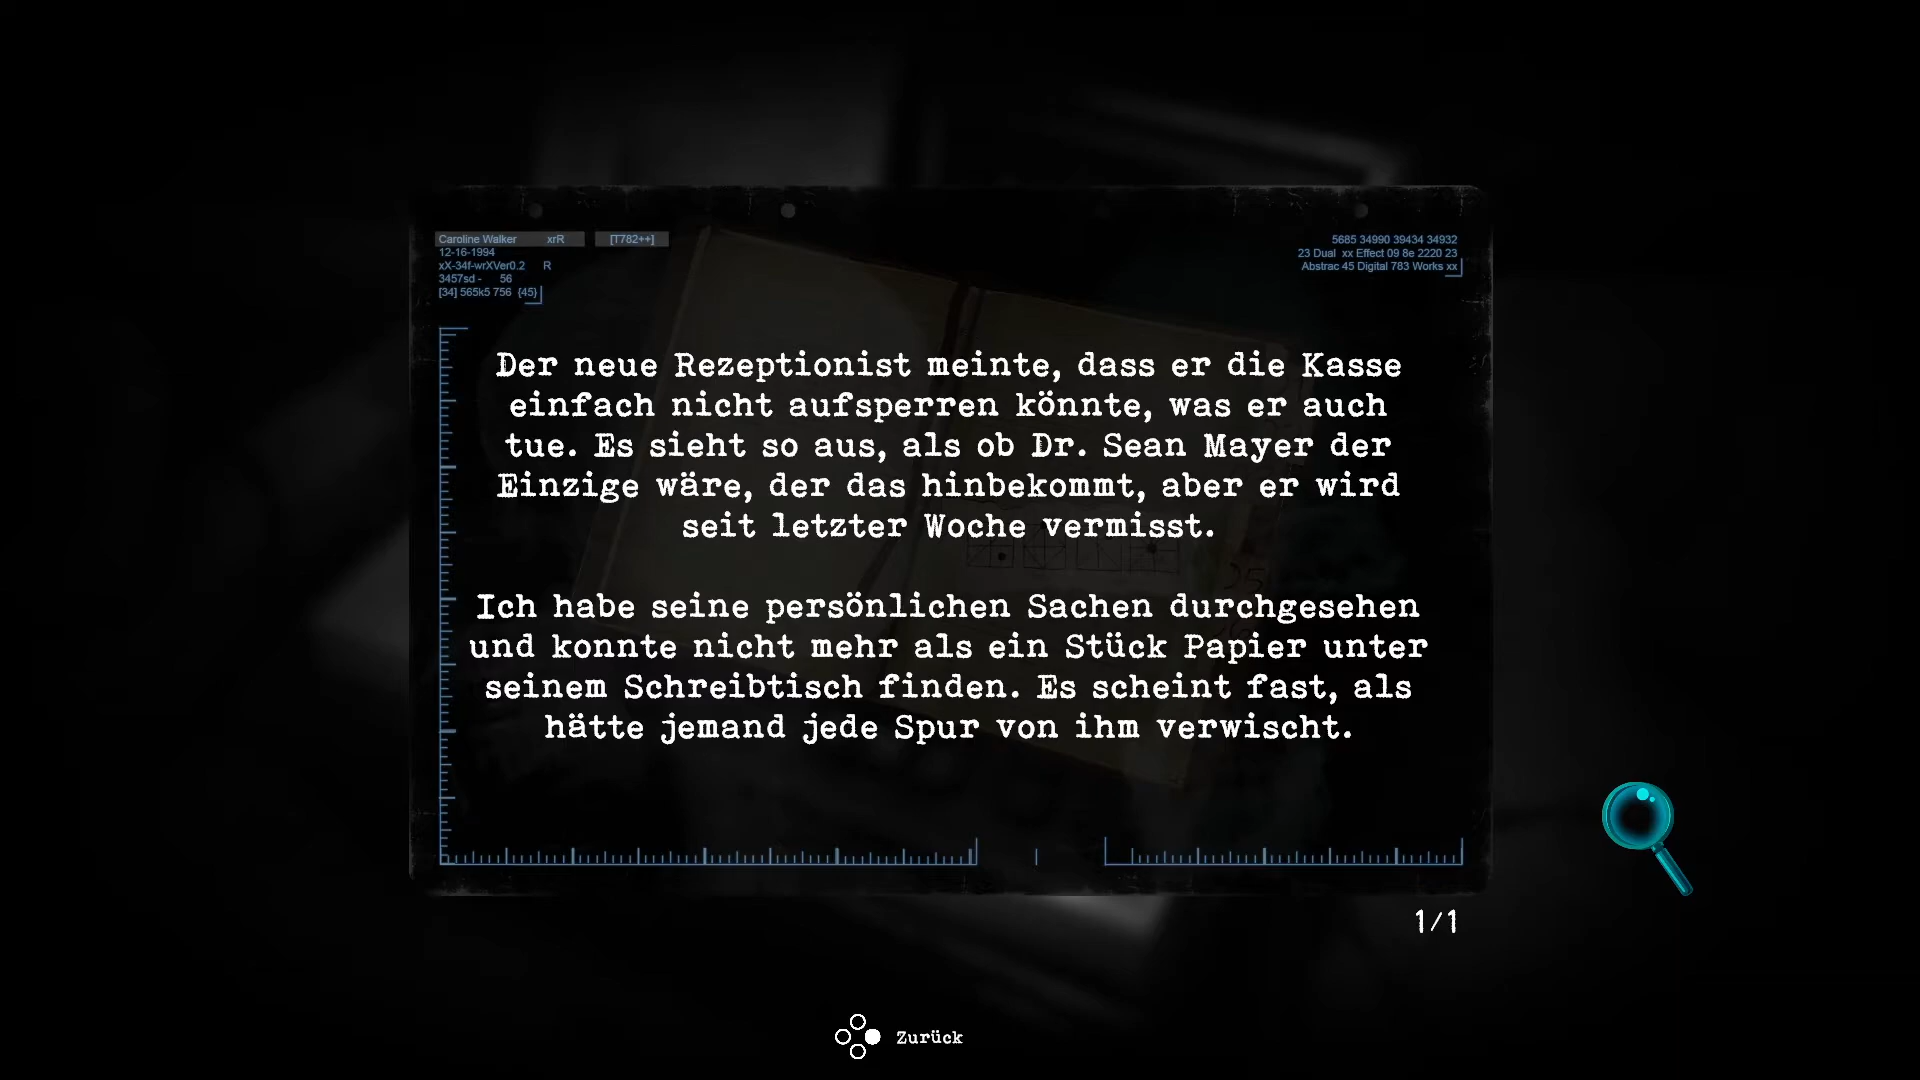 Caroline Walker xrR [T782++]
12-16-1994
xX-34f-wrXVer0.2 R
3457sd - 56
[34] 565k5 756 {45}
5685 34990 39434 34932
23 Dual xx Effect 09 8e 2220 23
Abstrac 45 Digital 783 Works xx
Der neue Rezeptionist meinte, dass er die Kasse
einfach nicht aufsperren könnte, was er auch
tue. Es sieht so aus, als ob Dr. Sean Mayer der
Einzige wäre, der das hinbekommt, aber er wird
seit letzter Woche vermisst.
Ich habe seine persönlichen Sachen durchgesehen
und konnte nicht mehr als ein Stück Papier unter
seinem Schreibtisch finden. Es scheint fast, als
hätte jemand jede Spur von ihm verwischt.
1/1
Zurück